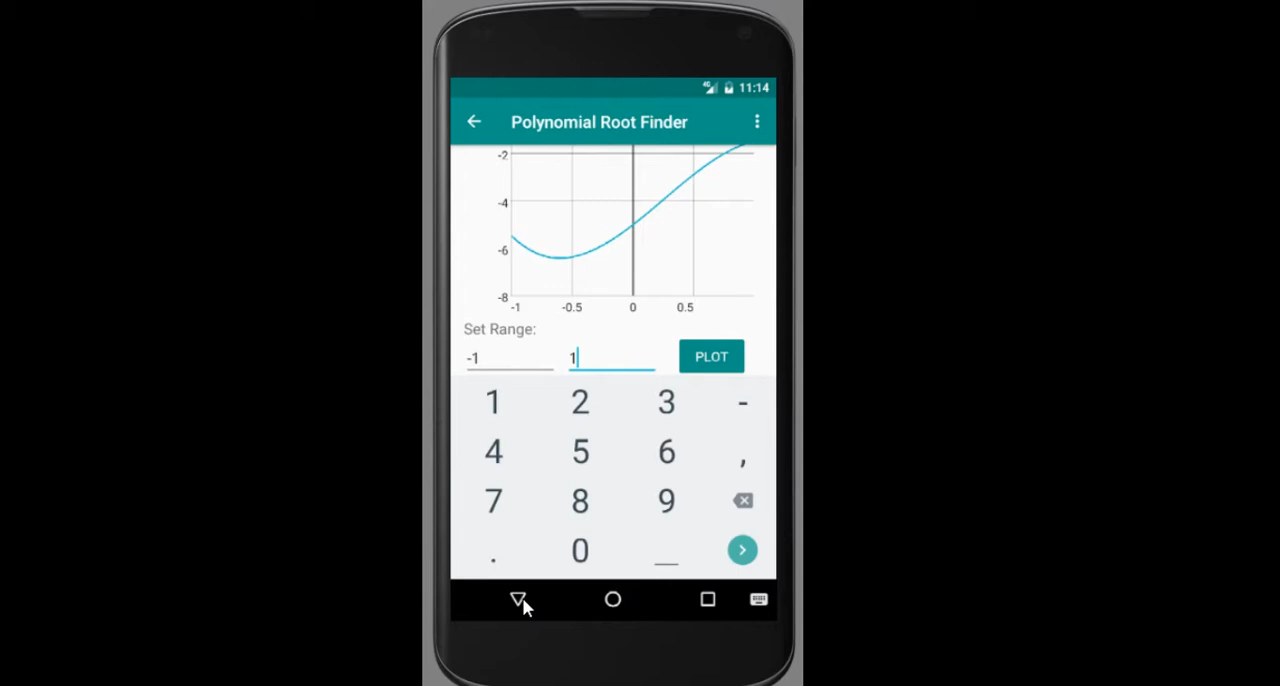 4G 11:14
Polynomial Root Finder
-2
-4
-6
-8
-1 -0.5 0 0.5
Set Range:
-1 1 PLOT
1 2 3 -
4 5 6 ,
7 8 9
. 0 _